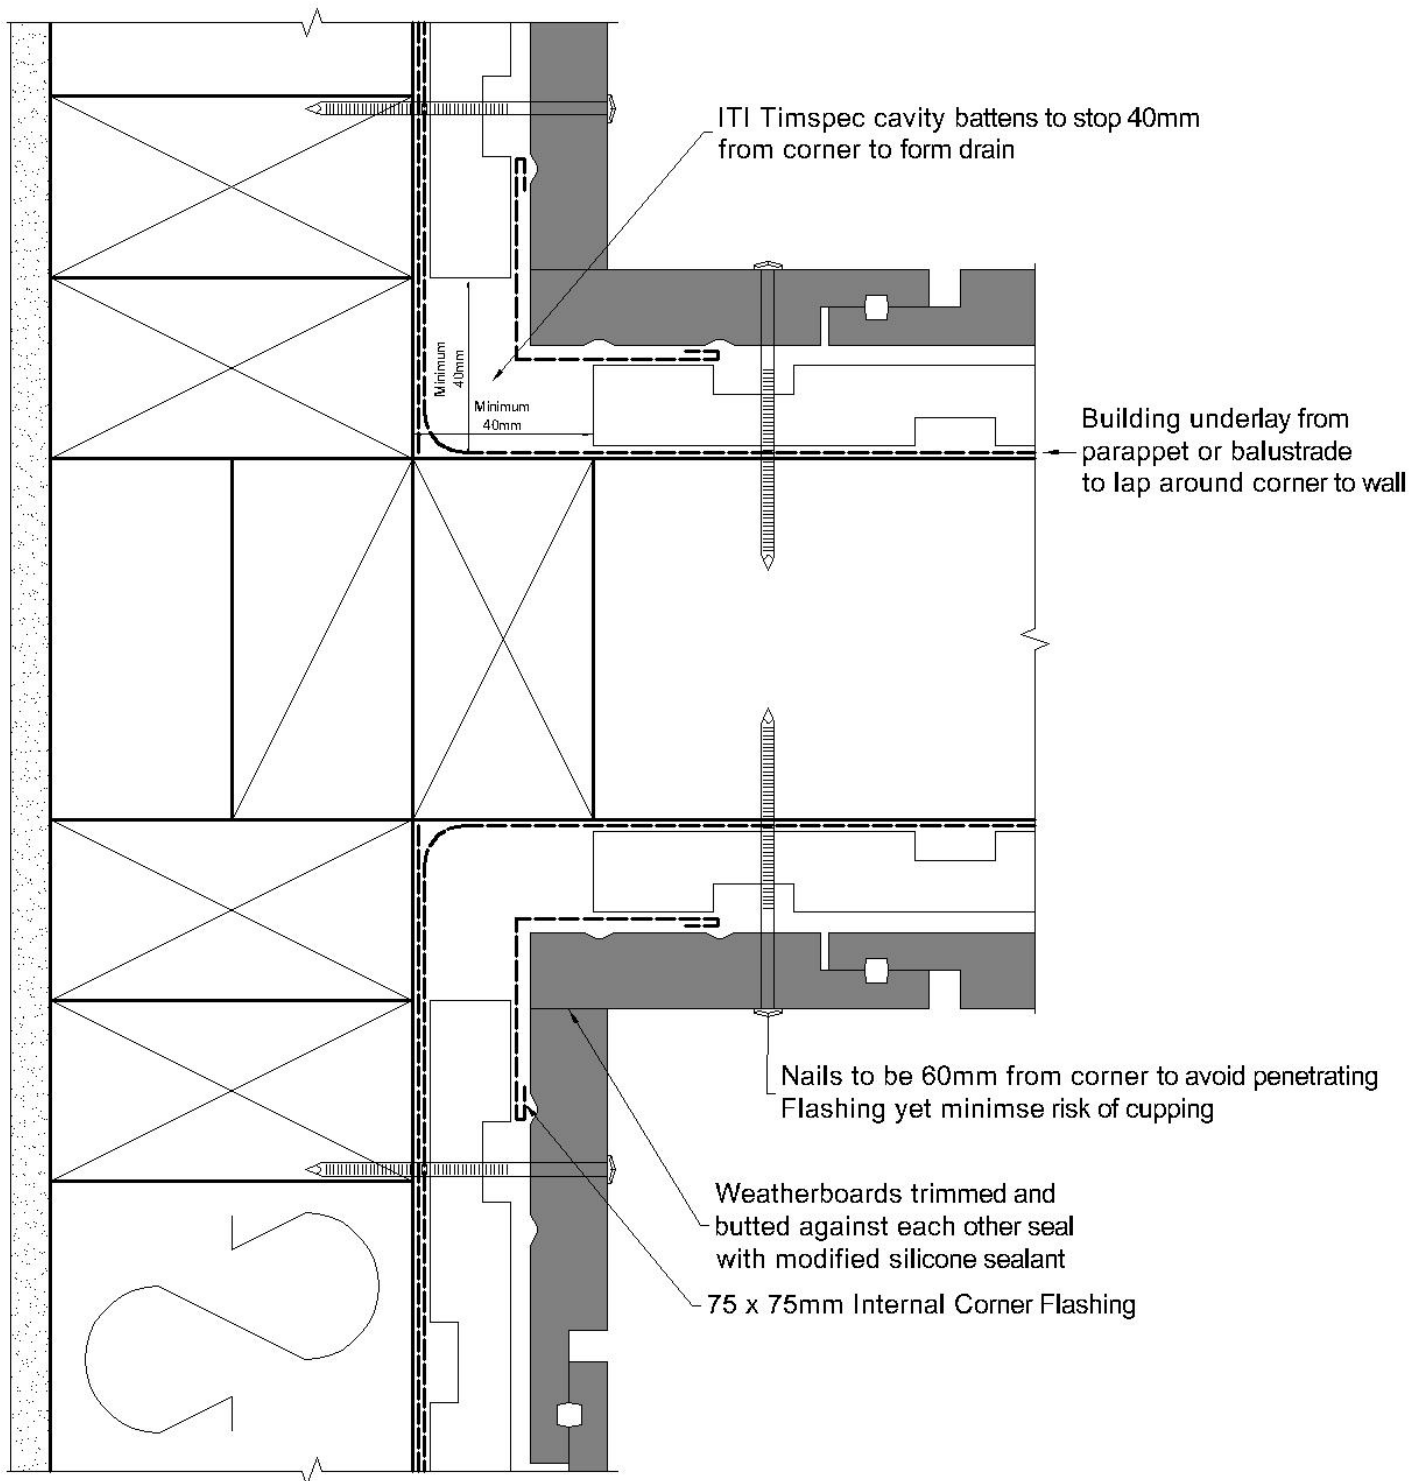 ITI Timspec cavity battens to stop 40mm
from corner to form drain
Minimum
40mm
Minimum
40mm
Building underlay from
parappet or balustrade
to lap around corner to wall
Nails to be 60mm from corner to avoid penetrating
Flashing yet minimse risk of cupping
Weatherboards trimmed and
butted against each other seal
with modified silicone sealant
75 x 75mm Internal Corner Flashing